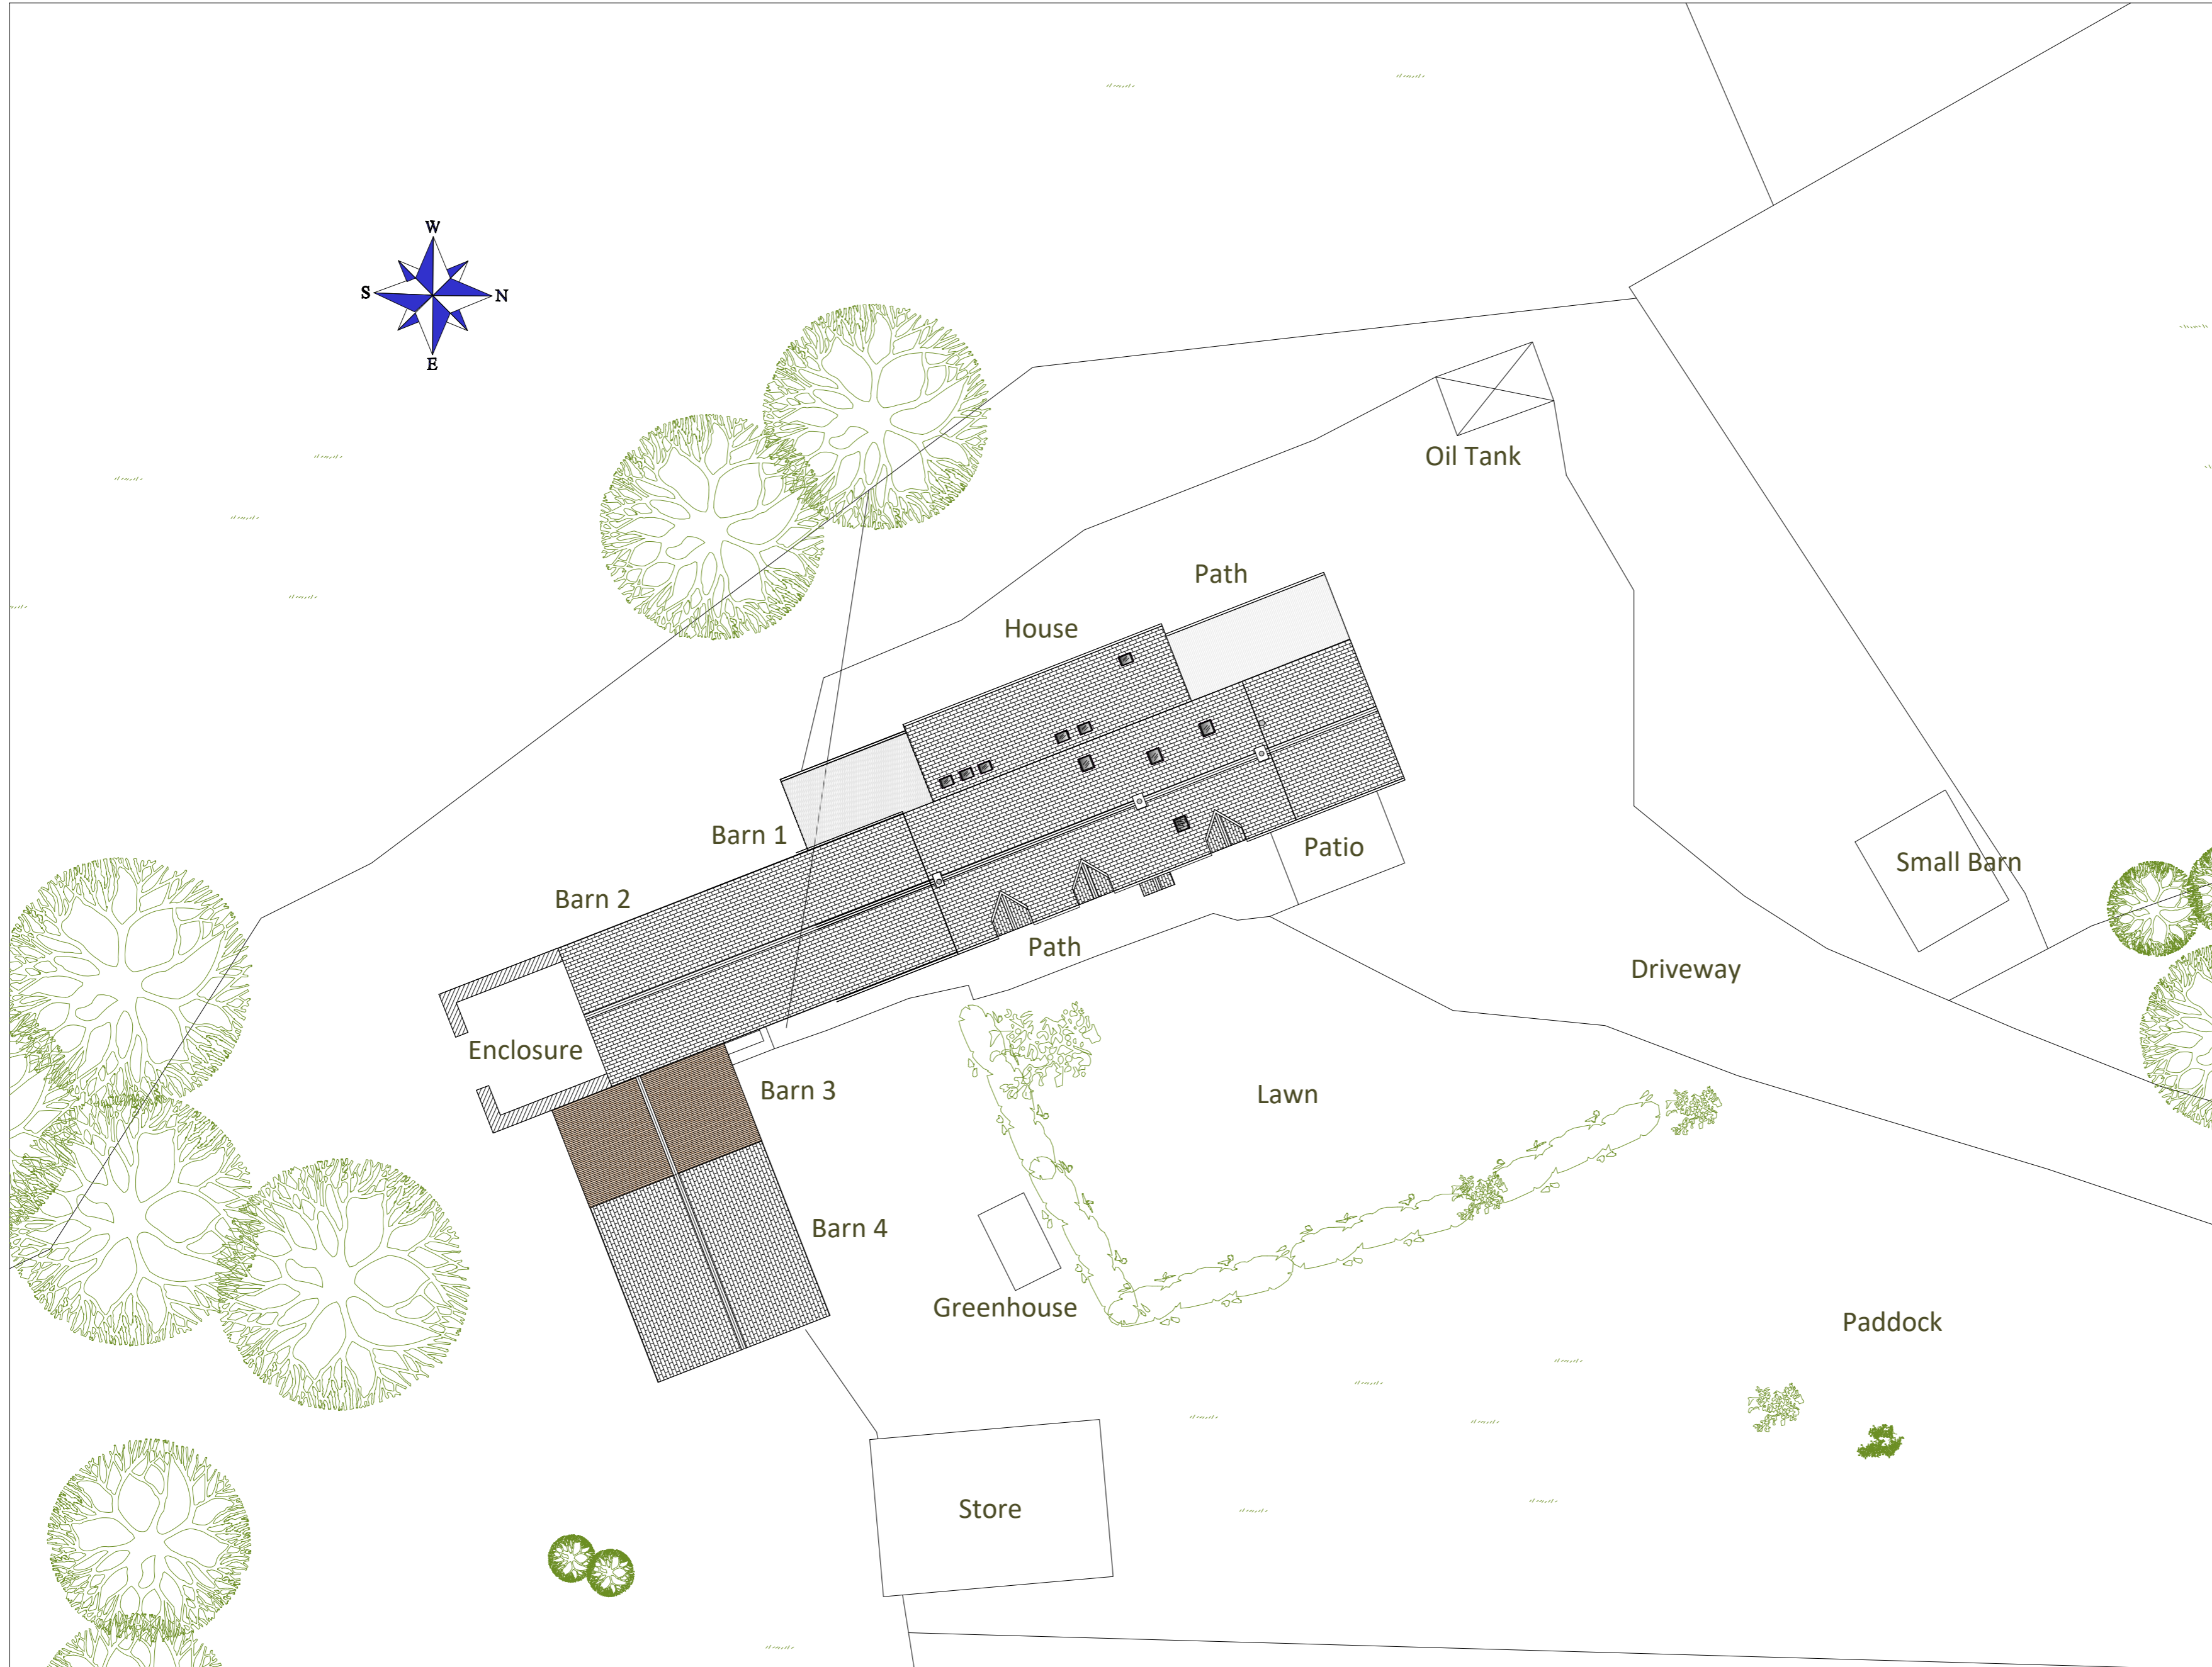 W
S
N
E
Oil Tank
Path
House
Barn 1
Patio
Small Barn
Barn 2
Path
Driveway
Enclosure
Barn 3
Lawn
Barn 4
Greenhouse
Paddock
Store